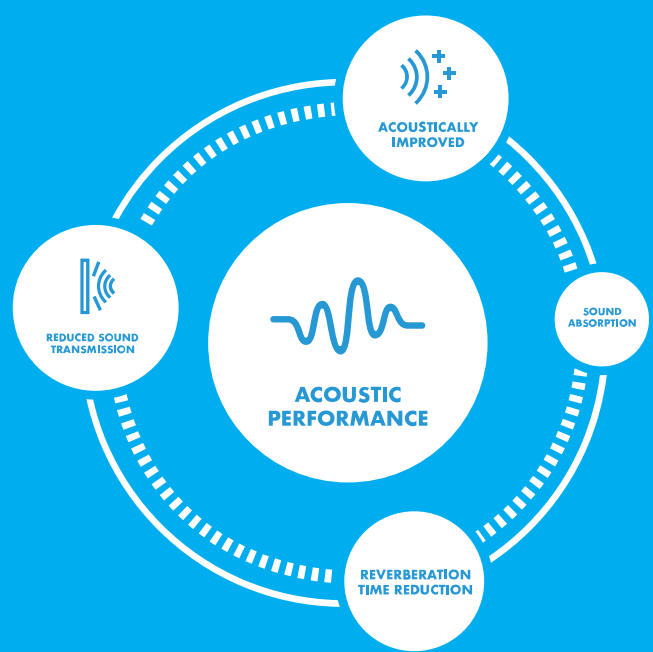 ACOUSTICALLY
IMPROVED
REDUCED SOUND
TRANSMISSION
SOUND
ABSORPTION
ACOUSTIC
PERFORMANCE
REVERBERATION
TIME REDUCTION